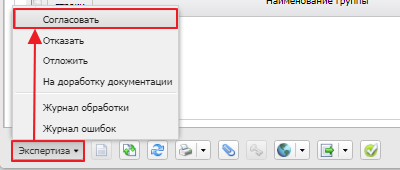 Наименование группы
Согласовать
Отказать
Отложить
На доработку документации
Журнал обработки
Журнал ошибок
Экспертиза